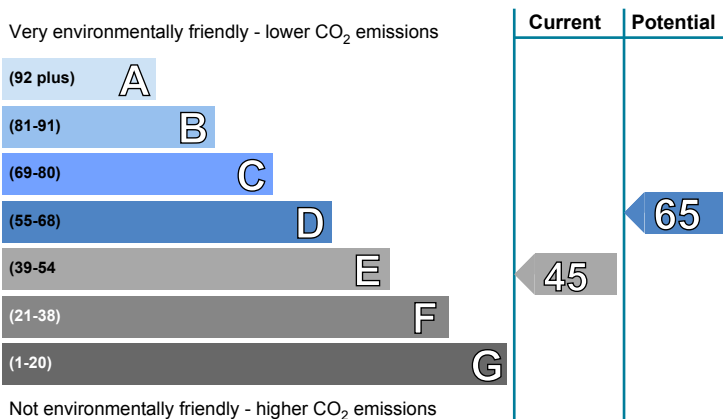 Very environmentally friendly - lower CO₂ emissions
Current
Potential
(92 plus) A
(81-91) B
(69-80) C
(55-68) D
65
(39-54 E
45
(21-38) F
(1-20) G
Not environmentally friendly - higher CO₂ emissions